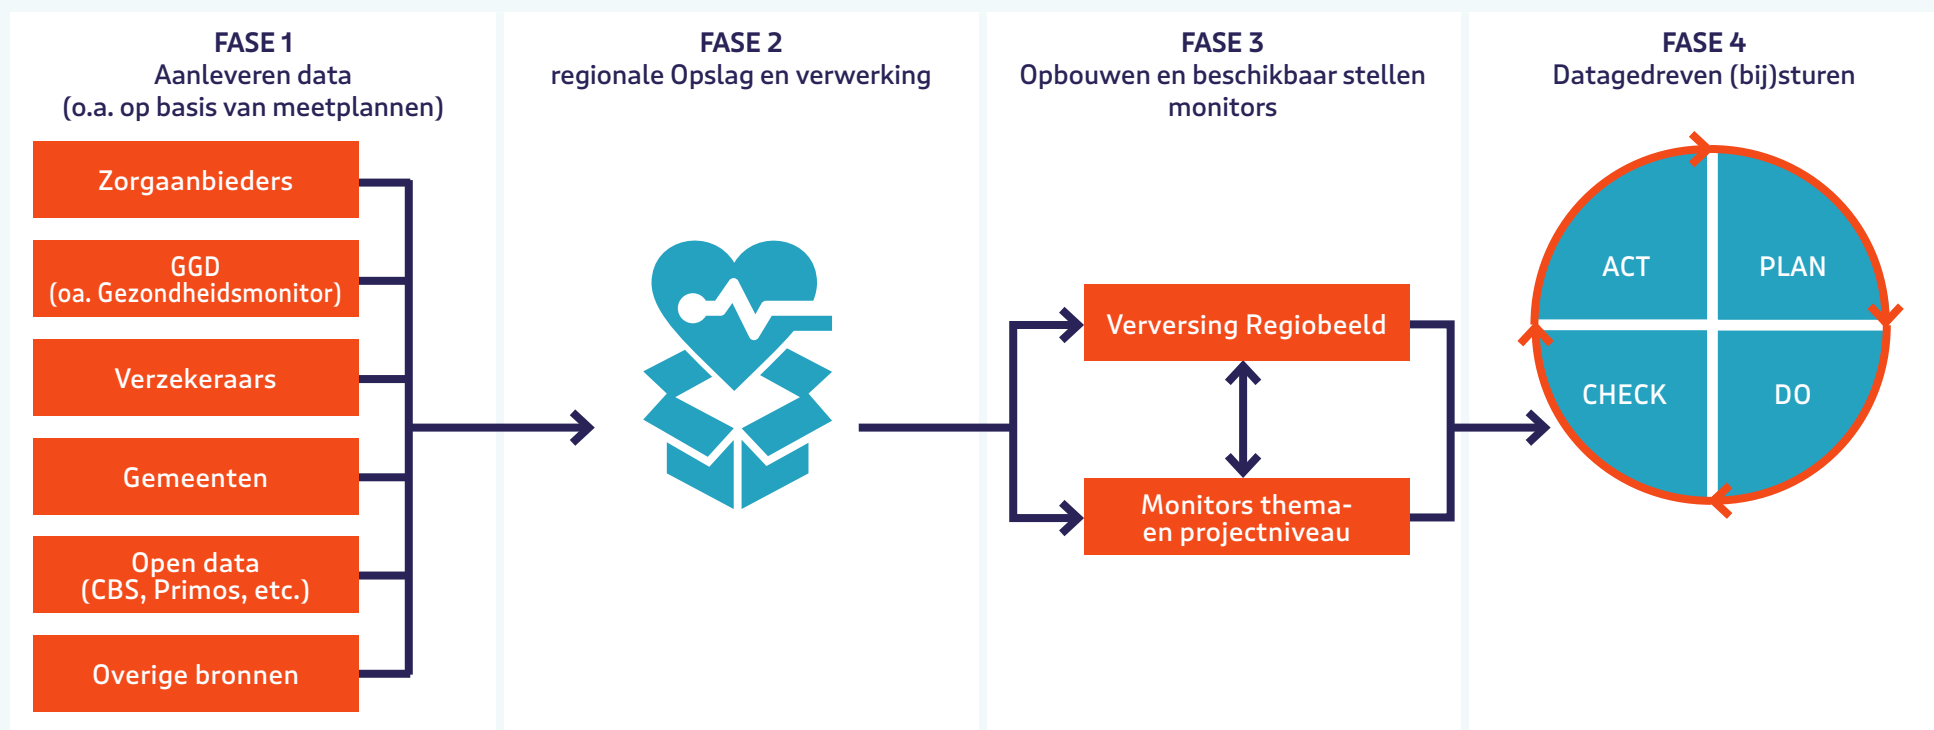 FASE 1
Aanleveren data
(o.a. op basis van meetplannen)
Zorgaanbieders
GGD
(oa. Gezondheidsmonitor)
Verzekeraars
Gemeenten
Open data
(CBS, Primos, etc.)
Overige bronnen
FASE 2
regionale Opslag en verwerking
FASE 3
Opbouwen en beschikbaar stellen
monitors
Verversing Regiobeeld
Monitors thema-
en projectniveau
FASE 4
Datagedreven (bij)sturen
ACT
PLAN
CHECK
DO